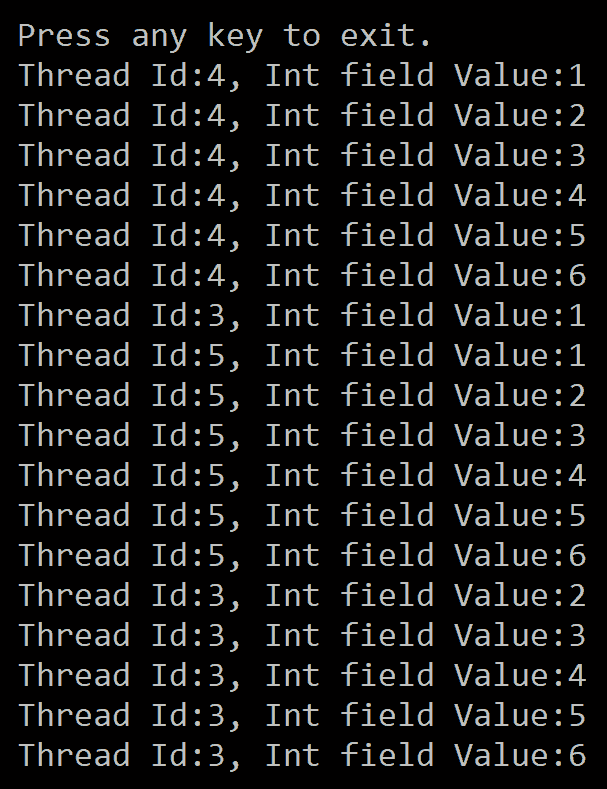 Press any key to exit.
Thread Id:4, Int field Value:1
Thread Id:4, Int field Value:2
Thread Id:4, Int field Value:3
Thread Id:4, Int field Value:4
Thread Id:4, Int field Value:5
Thread Id:4, Int field Value:6
Thread Id:3, Int field Value:1
Thread Id:5, Int field Value:1
Thread Id:5, Int field Value:2
Thread Id:5, Int field Value:3
Thread Id:5, Int field Value:4
Thread Id:5, Int field Value:5
Thread Id:5, Int field Value:6
Thread Id:3, Int field Value:2
Thread Id:3, Int field Value:3
Thread Id:3, Int field Value:4
Thread Id:3, Int field Value:5
Thread Id:3, Int field Value:6